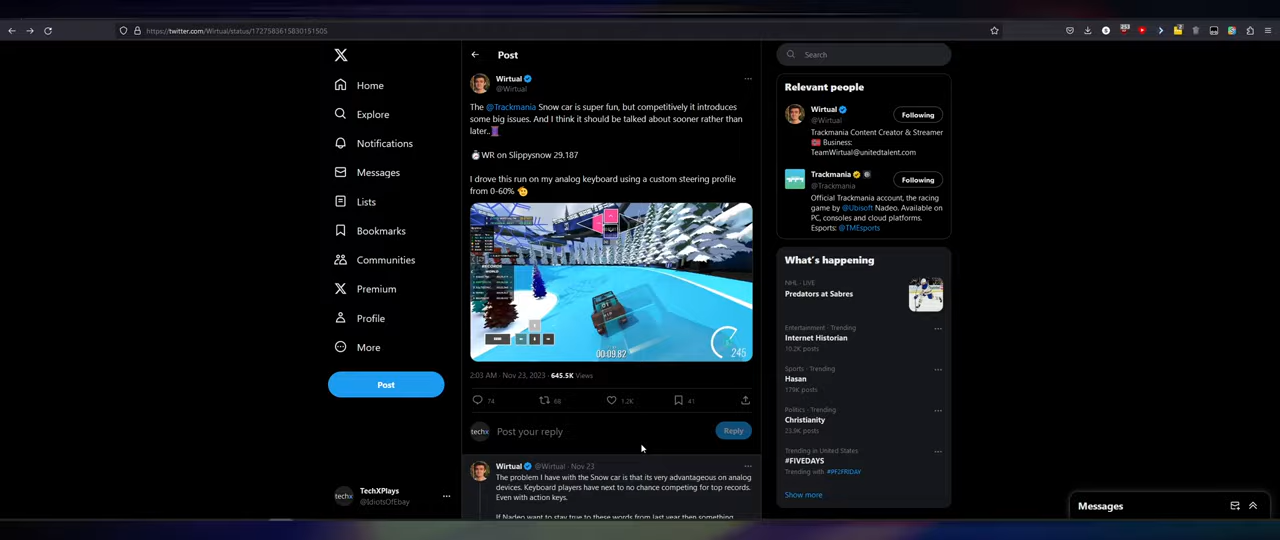 https://twitter.com/Wirtual/status/1727583615830151505
253
Post
Search
Home
Explore
Notifications
Messages
Lists
Bookmarks
Communities
Premium
Profile
More
Post
TechXPlays
@IdiotsOfEbay
Wirtual
@Wirtual
The @Trackmania Snow car is super fun, but competitively it introduces
some big issues. And I think it should be talked about sooner rather than
later..
WR on Slippysnow 29.187
I drove this run on my analog keyboard using a custom steering profile
from 0-60%
RECORDS
WORLD
00:09.82
245
2:03 AM · Nov 23, 2023 · 645.5K Views
74
68
1.2K
41
techx
Post your reply
Reply
Wirtual @Wirtual · Nov 23
The problem I have with the Snow car is that its very advantageous on analog
devices. Keyboard players have next to no chance competing for top records.
Even with action keys.
If Nadeo want to stay true to these words from last year then something
Relevant people
Wirtual
@Wirtual
Following
Trackmania Content Creator & Streamer
Business:
TeamWirtual@unitedtalent.com
Trackmania
@Trackmania
Following
Official Trackmania account, the racing
game by @Ubisoft Nadeo. Available on
PC, consoles and cloud platforms.
Esports: @TMEsports
What's happening
NHL · LIVE
Predators at Sabres
Entertainment · Trending
Internet Historian
10.2K posts
Sports · Trending
Hasan
179K posts
Politics · Trending
Christianity
23.9K posts
Trending in United States
#FIVEDAYS
Trending with #PF2FRIDAY
Show more
Messages